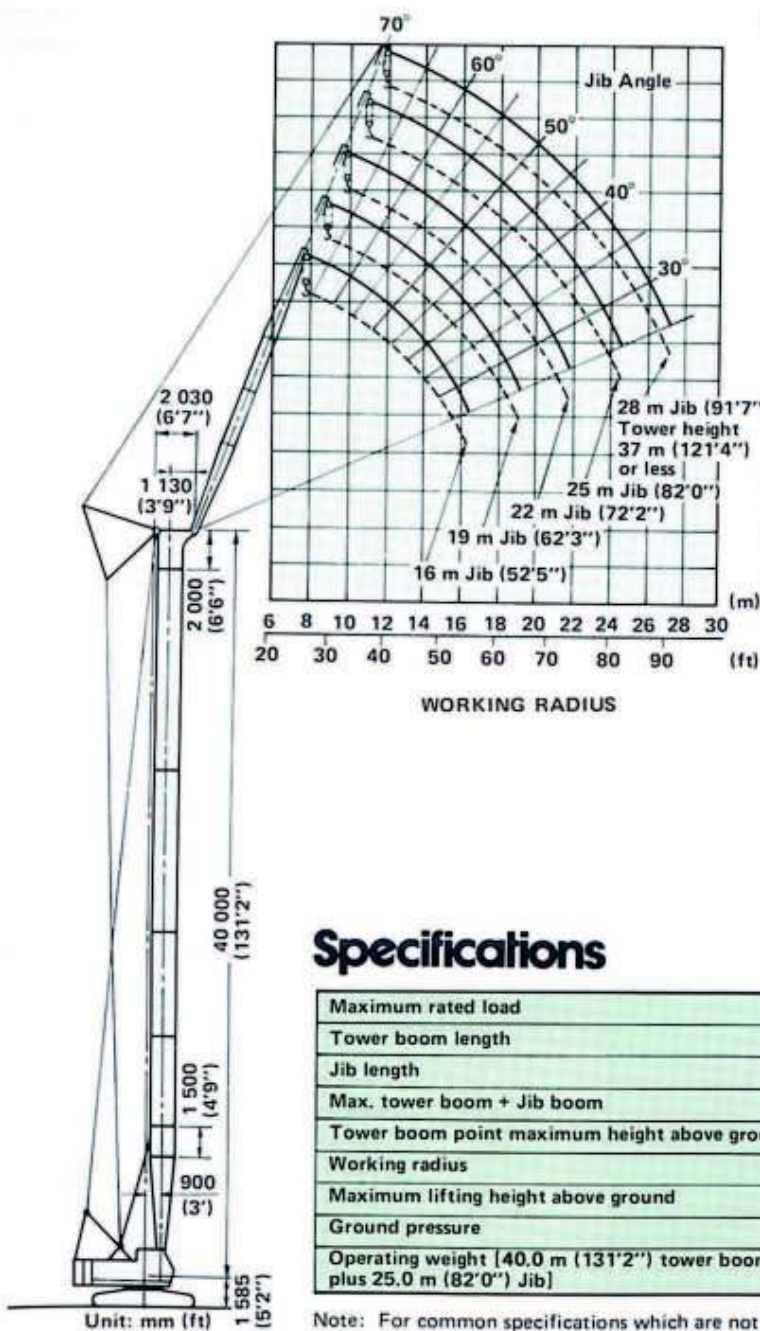 70°
60°
Jib Angle
50°
40°
30°
2 030
(6'7'')
1 130
(3'9'')
28 m Jib (91'7''
Tower height
37 m (121'4'')
or less
25 m Jib (82'0'')
22 m Jib (72'2'')
19 m Jib (62'3'')
16 m Jib (52'5'')
2 000
(6'6'')
(m)
6 8 10 12 14 16 18 20 22 24 26 28 30
20 30 40 50 60 70 80 90 (ft)
WORKING RADIUS
40 000
(131'2'')
Specifications
Maximum rated load
Tower boom length
Jib length
Max. tower boom + Jib boom
Tower boom point maximum height above grou
Working radius
Maximum lifting height above ground
Ground pressure
Operating weight [40.0 m (131'2'') tower boom
plus 25.0 m (82'0'') Jib]
1 500
(4'9'')
900
(3')
1 585
(5'2'')
Unit: mm (ft)
Note: For common specifications which are not